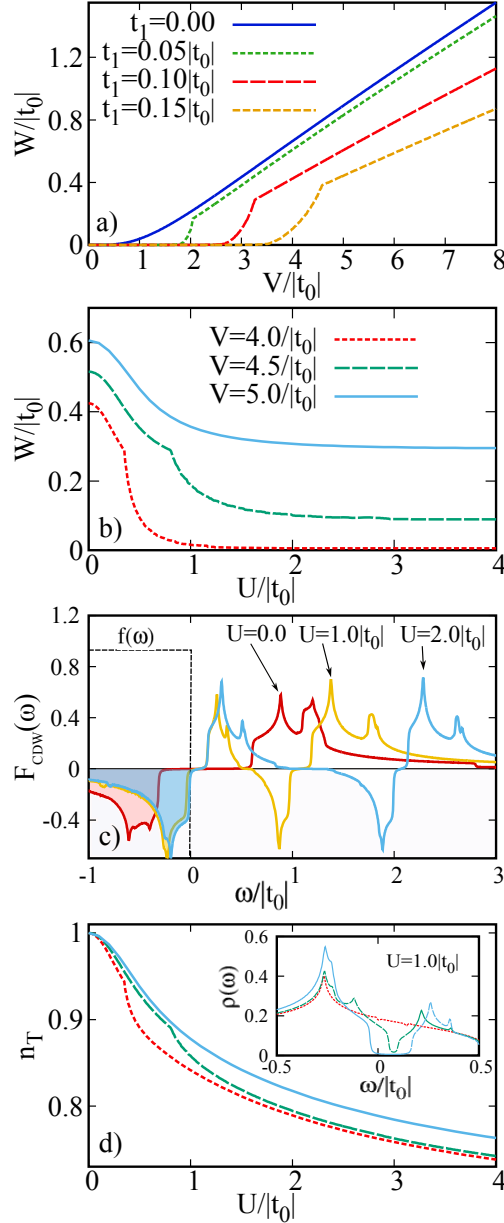 t₁=0.00
t₁=0.05|t₀|
t₁=0.10|t₀|
t₁=0.15|t₀|
W/|t₀|
1.2
0.8
0.4
0
a)
0 1 2 3 4 5 6 7 8
V/|t₀|
V=4.0/|t₀|
V=4.5/|t₀|
V=5.0/|t₀|
W/|t₀|
0.6
0.4
0.2
0
b)
0 1 2 3 4
U/|t₀|
f(ω)
U=0.0 U=1.0|t₀| U=2.0|t₀|
F_CDW(ω)
1.2
0.8
0.4
0
-0.4
c)
-1 0 1 2 3
ω/|t₀|
n_T
1
0.9
0.8
d)
0 1 2 3 4
U/|t₀|
U=1.0|t₀|
ρ(ω)
0.6
0.4
0.2
0
-0.5 0 0.5
ω/|t₀|